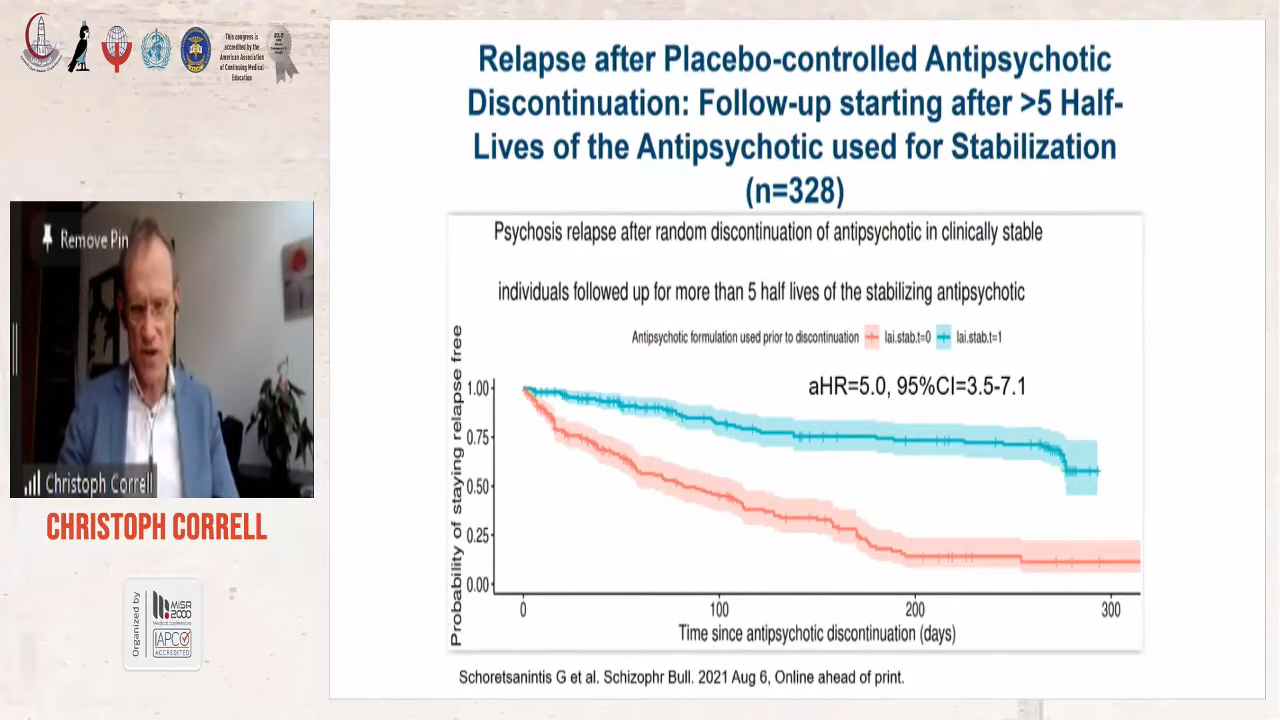 This congress is
accredited by the
American Association
of Continuing Medical
Education
Relapse after Placebo-controlled Antipsychotic
Discontinuation: Follow-up starting after >5 Half-
Lives of the Antipsychotic used for Stabilization
(n=328)
Remove Pin
Christoph Correll
CHRISTOPH CORRELL
Organized by
MISR
2000
Medical conferences
IAPCO
ACCREDITED
Psychosis relapse after random discontinuation of antipsychotic in clinically stable
individuals followed up for more than 5 half lives of the stabilizing antipsychotic
Antipsychotic formulation used prior to discontinuation lai.stab.t=0 lai.stab.t=1
aHR=5.0, 95%CI=3.5-7.1
Probability of staying relapse free
1.00
0.75
0.50
0.25
0.00
0 100 200 300
Time since antipsychotic discontinuation (days)
Schoretsanintis G et al. Schizophr Bull. 2021 Aug 6, Online ahead of print.